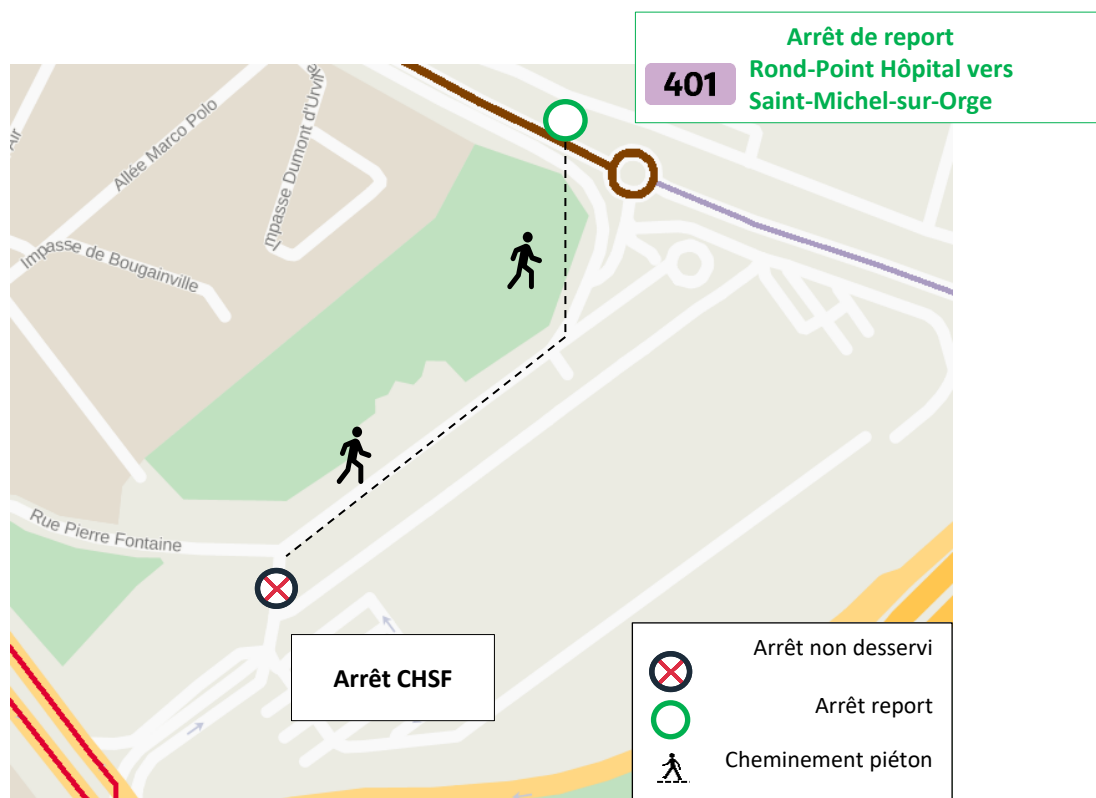 Arrêt de report
401
Rond-Point Hôpital vers
Saint-Michel-sur-Orge
Air
Allée Marco Polo
Impasse Dumont d'Urville
Impasse de Bougainville
Rue Pierre Fontaine
Arrêt CHSF
Arrêt non desservi
Arrêt report
Cheminement piéton